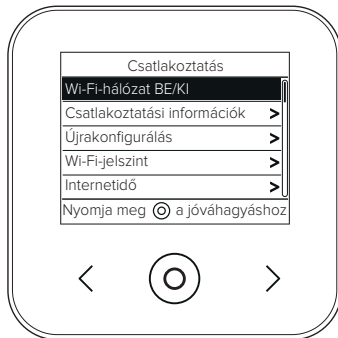 Csatlakoztatás
Wi-Fi-hálózat BE/KI
Csatlakoztatási információk >
Újrakonfigurálás >
Wi-Fi-jelszint >
Internetidő >
Nyomja meg ◎ a jóváhagyáshoz